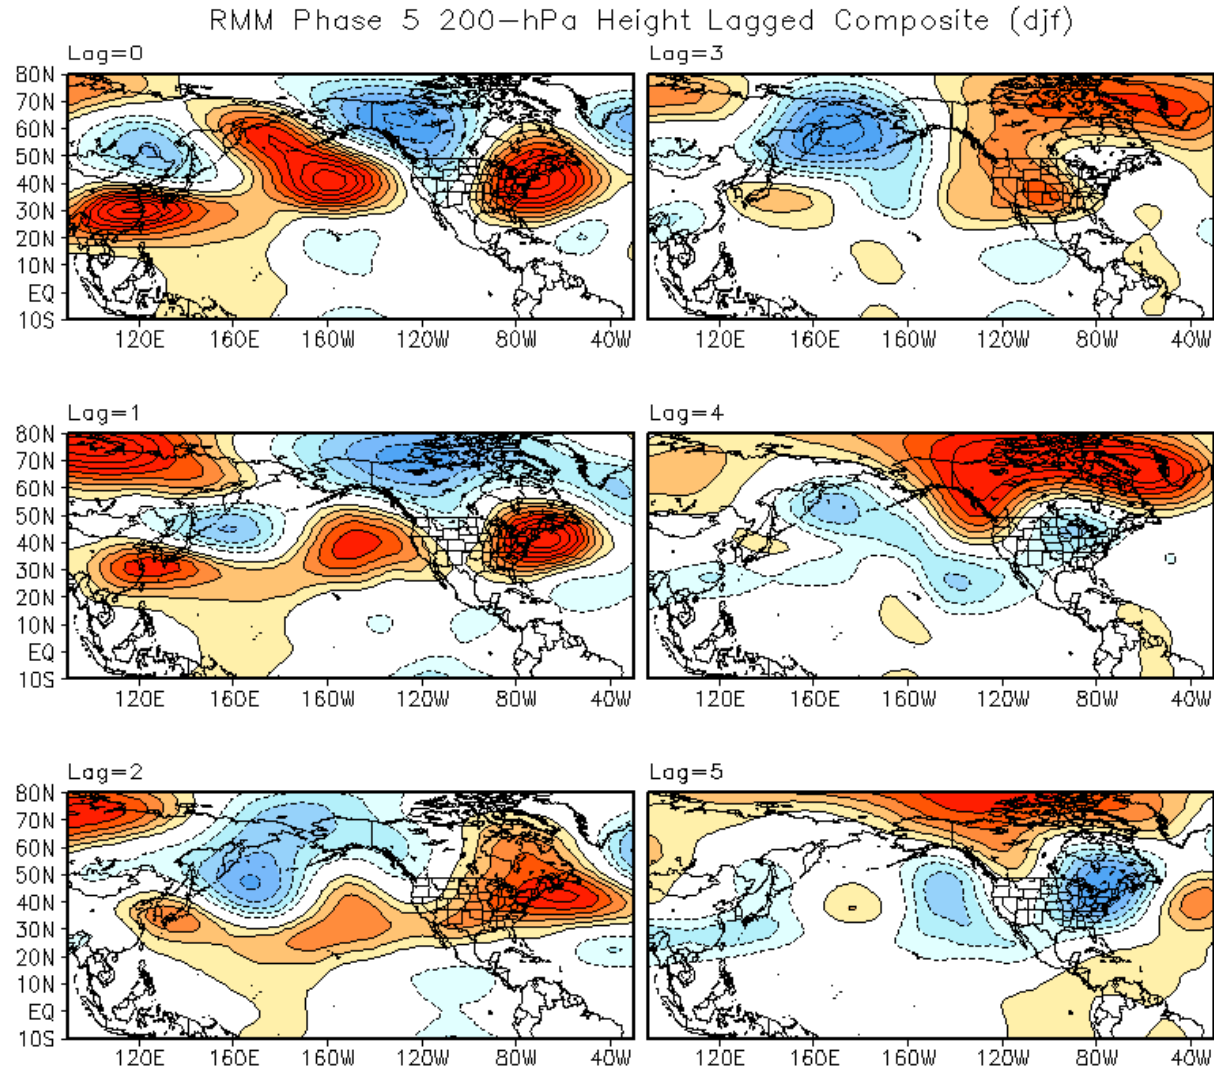 RMM Phase 5 200-hPa Height Lagged Composite (djf)
Lag=0
80N
70N
60N
50N
40N
30N
20N
10N
EQ
10S
120E 160E 160W 120W 80W 40W
Lag=3
120E 160E 160W 120W 80W 40W
Lag=1
80N
70N
60N
50N
40N
30N
20N
10N
EQ
10S
120E 160E 160W 120W 80W 40W
Lag=4
120E 160E 160W 120W 80W 40W
Lag=2
80N
70N
60N
50N
40N
30N
20N
10N
EQ
10S
120E 160E 160W 120W 80W 40W
Lag=5
120E 160E 160W 120W 80W 40W